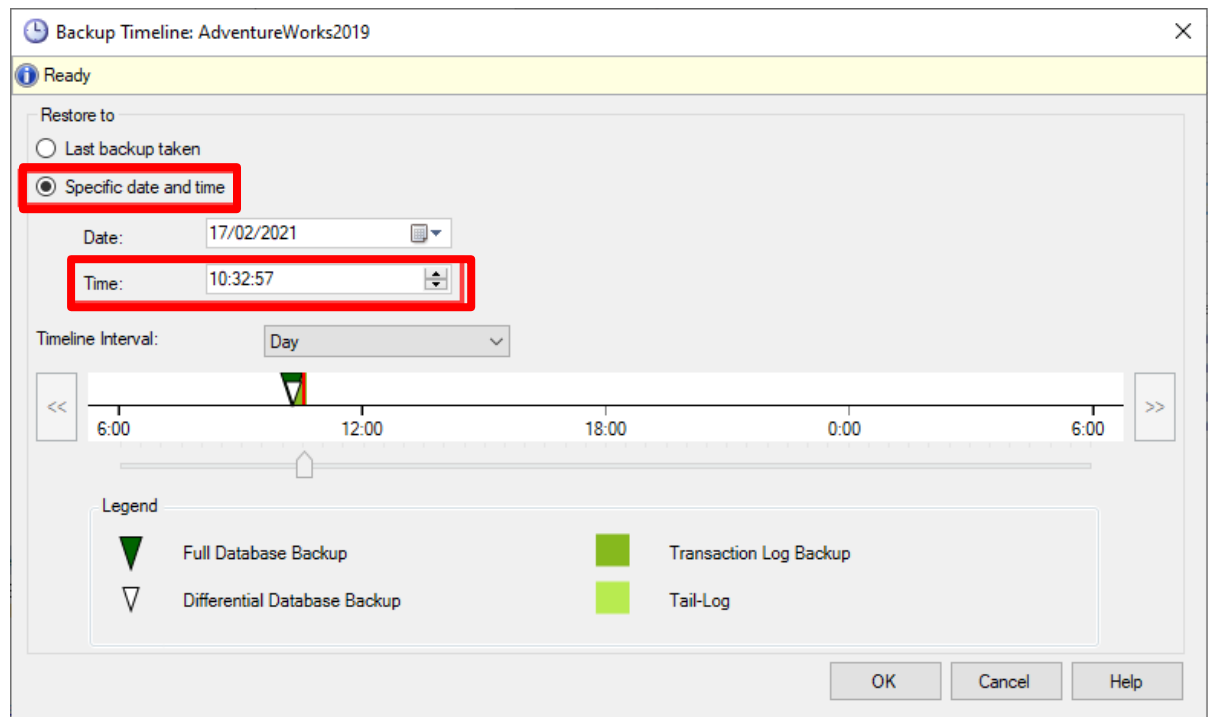 Backup Timeline: AdventureWorks2019
Ready
Restore to
Last backup taken
Specific date and time
Date: 17/02/2021
Time: 10:32:57
Timeline Interval: Day
<< >>
6:00 12:00 18:00 0:00 6:00
Legend
Full Database Backup Transaction Log Backup
Differential Database Backup Tail-Log
OK Cancel Help